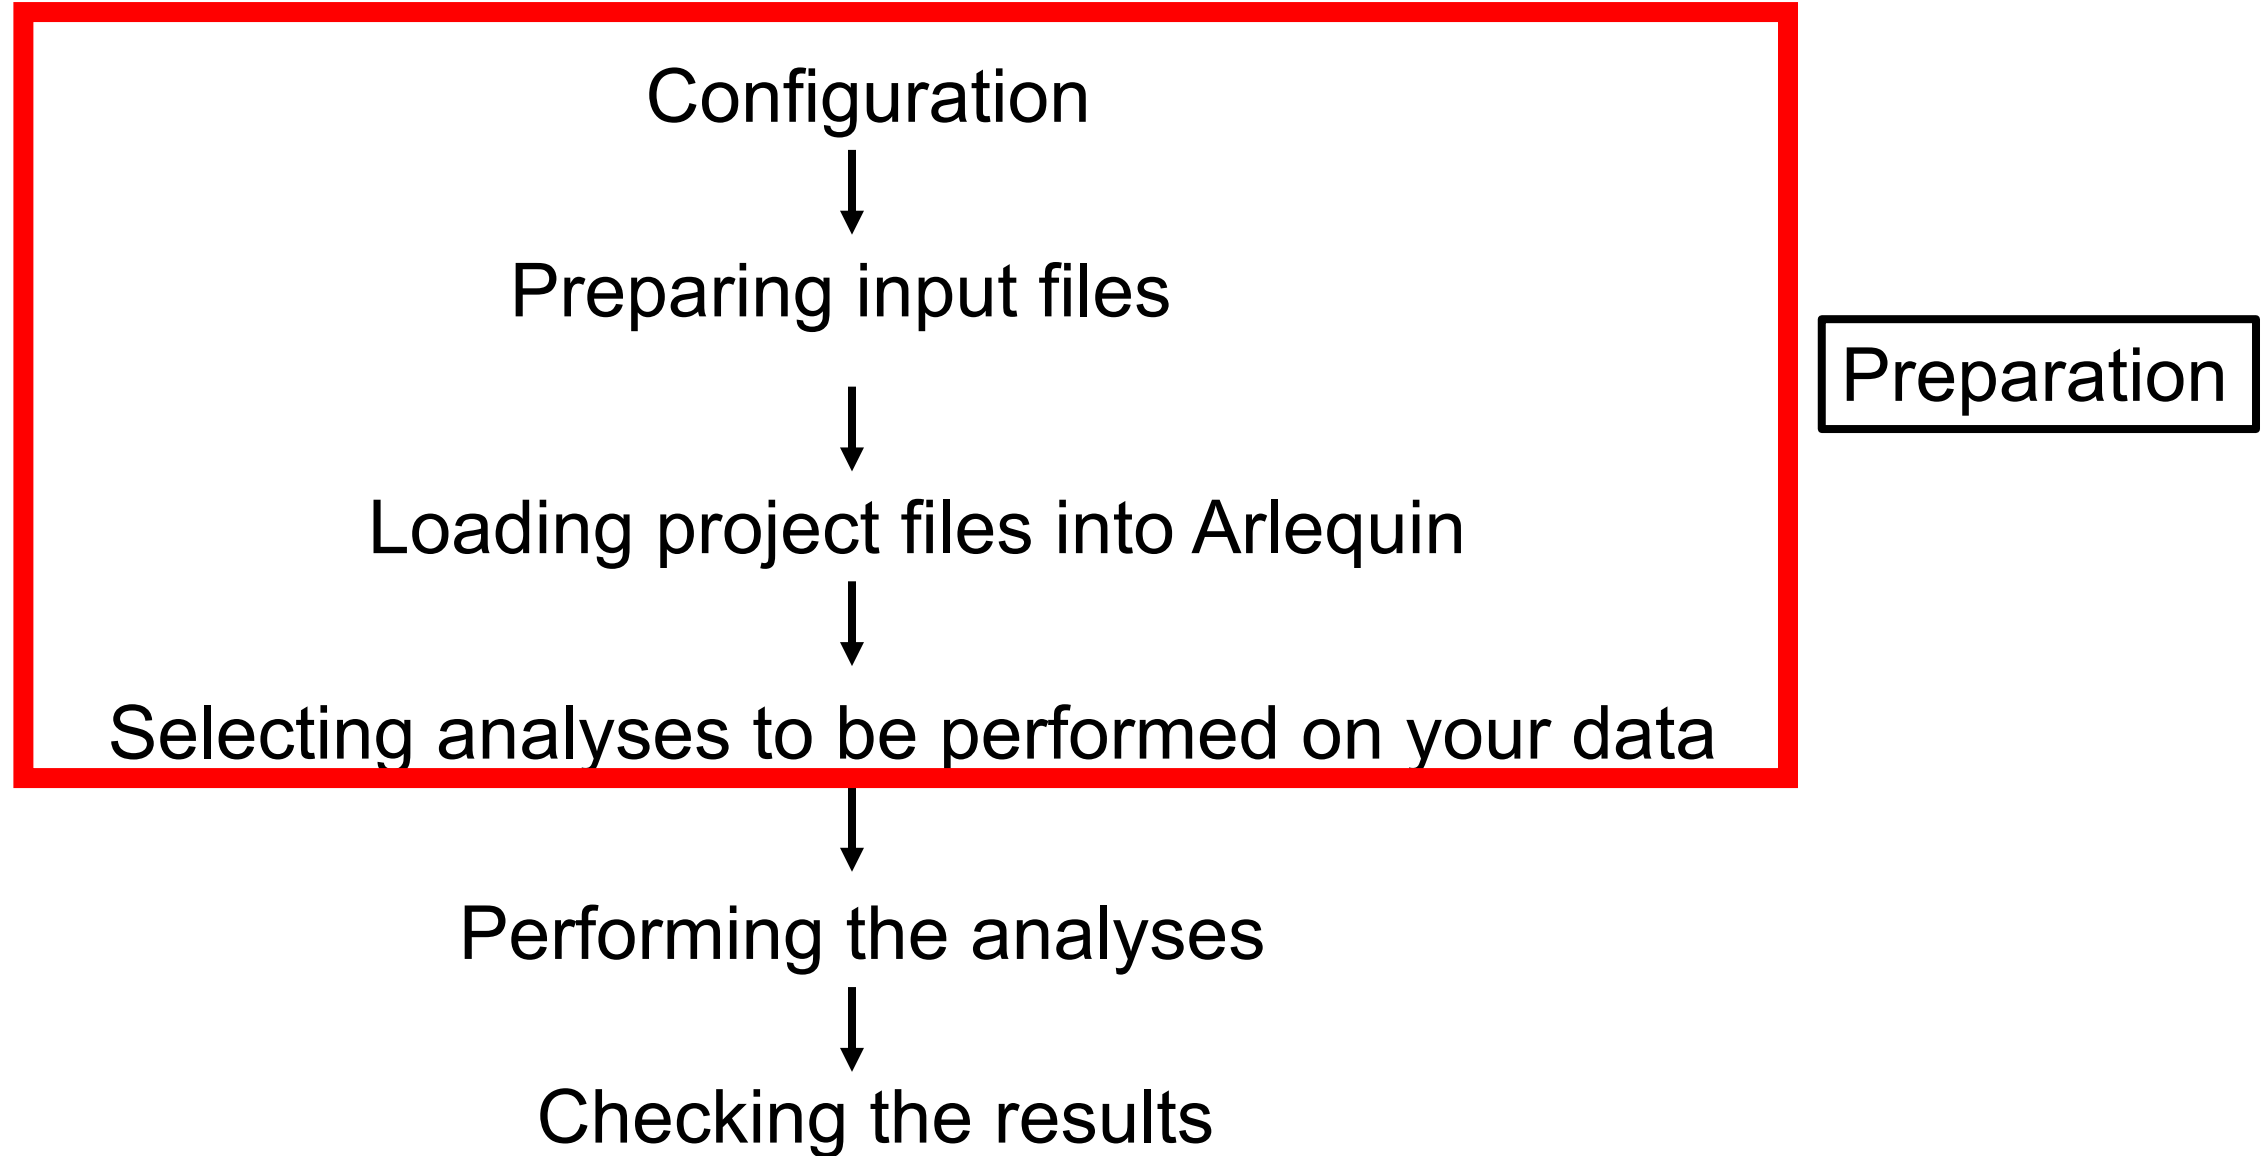 Configuration
Preparing input files
Preparation
Loading project files into Arlequin
Selecting analyses to be performed on your data
Performing the analyses
Checking the results